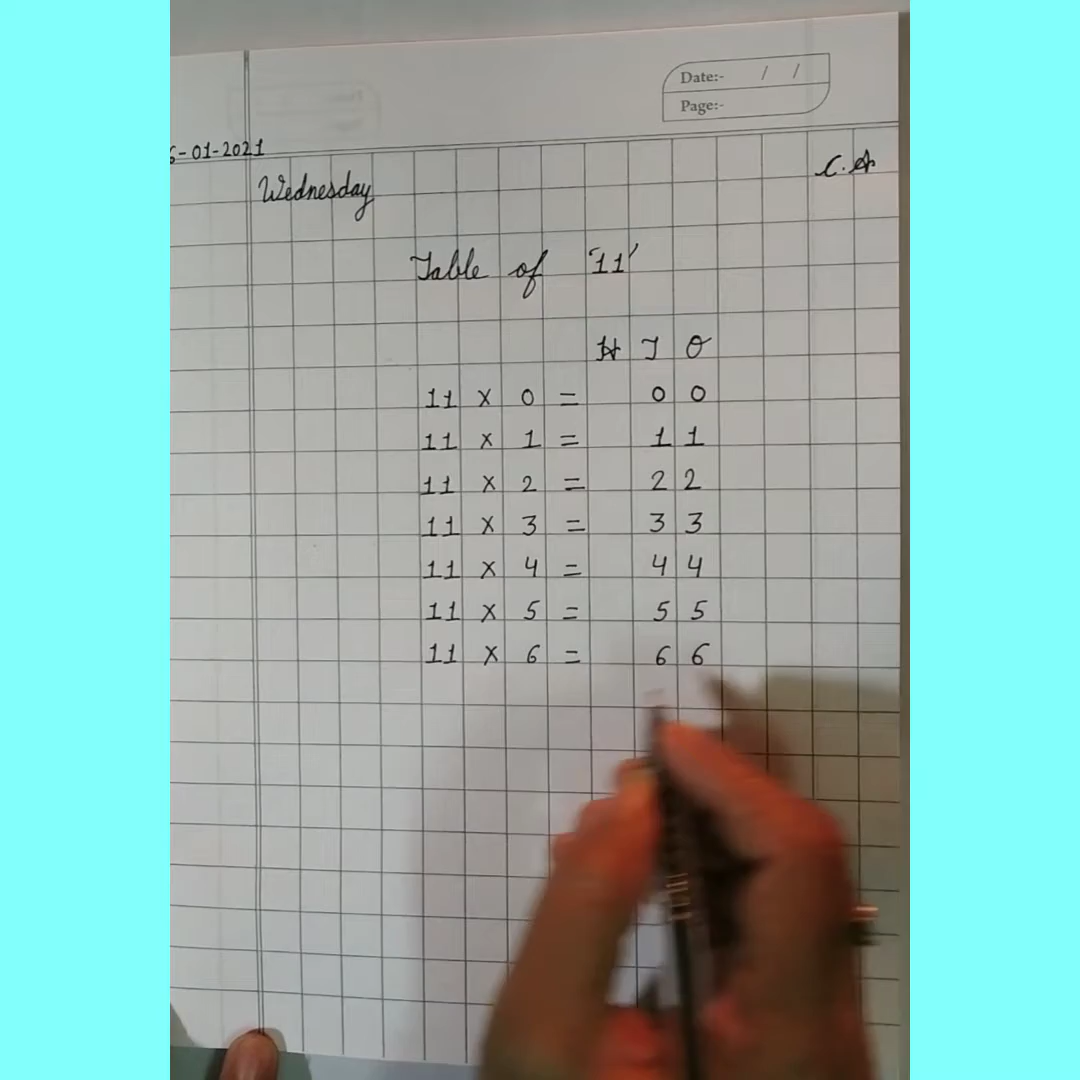 Date:- / /
Page:-
6-01-2021
Wednesday C.A
Table of '11'
H T O
11 × 0 = 0 0
11 × 1 = 1 1
11 × 2 = 2 2
11 × 3 = 3 3
11 × 4 = 4 4
11 × 5 = 5 5
11 × 6 = 6 6